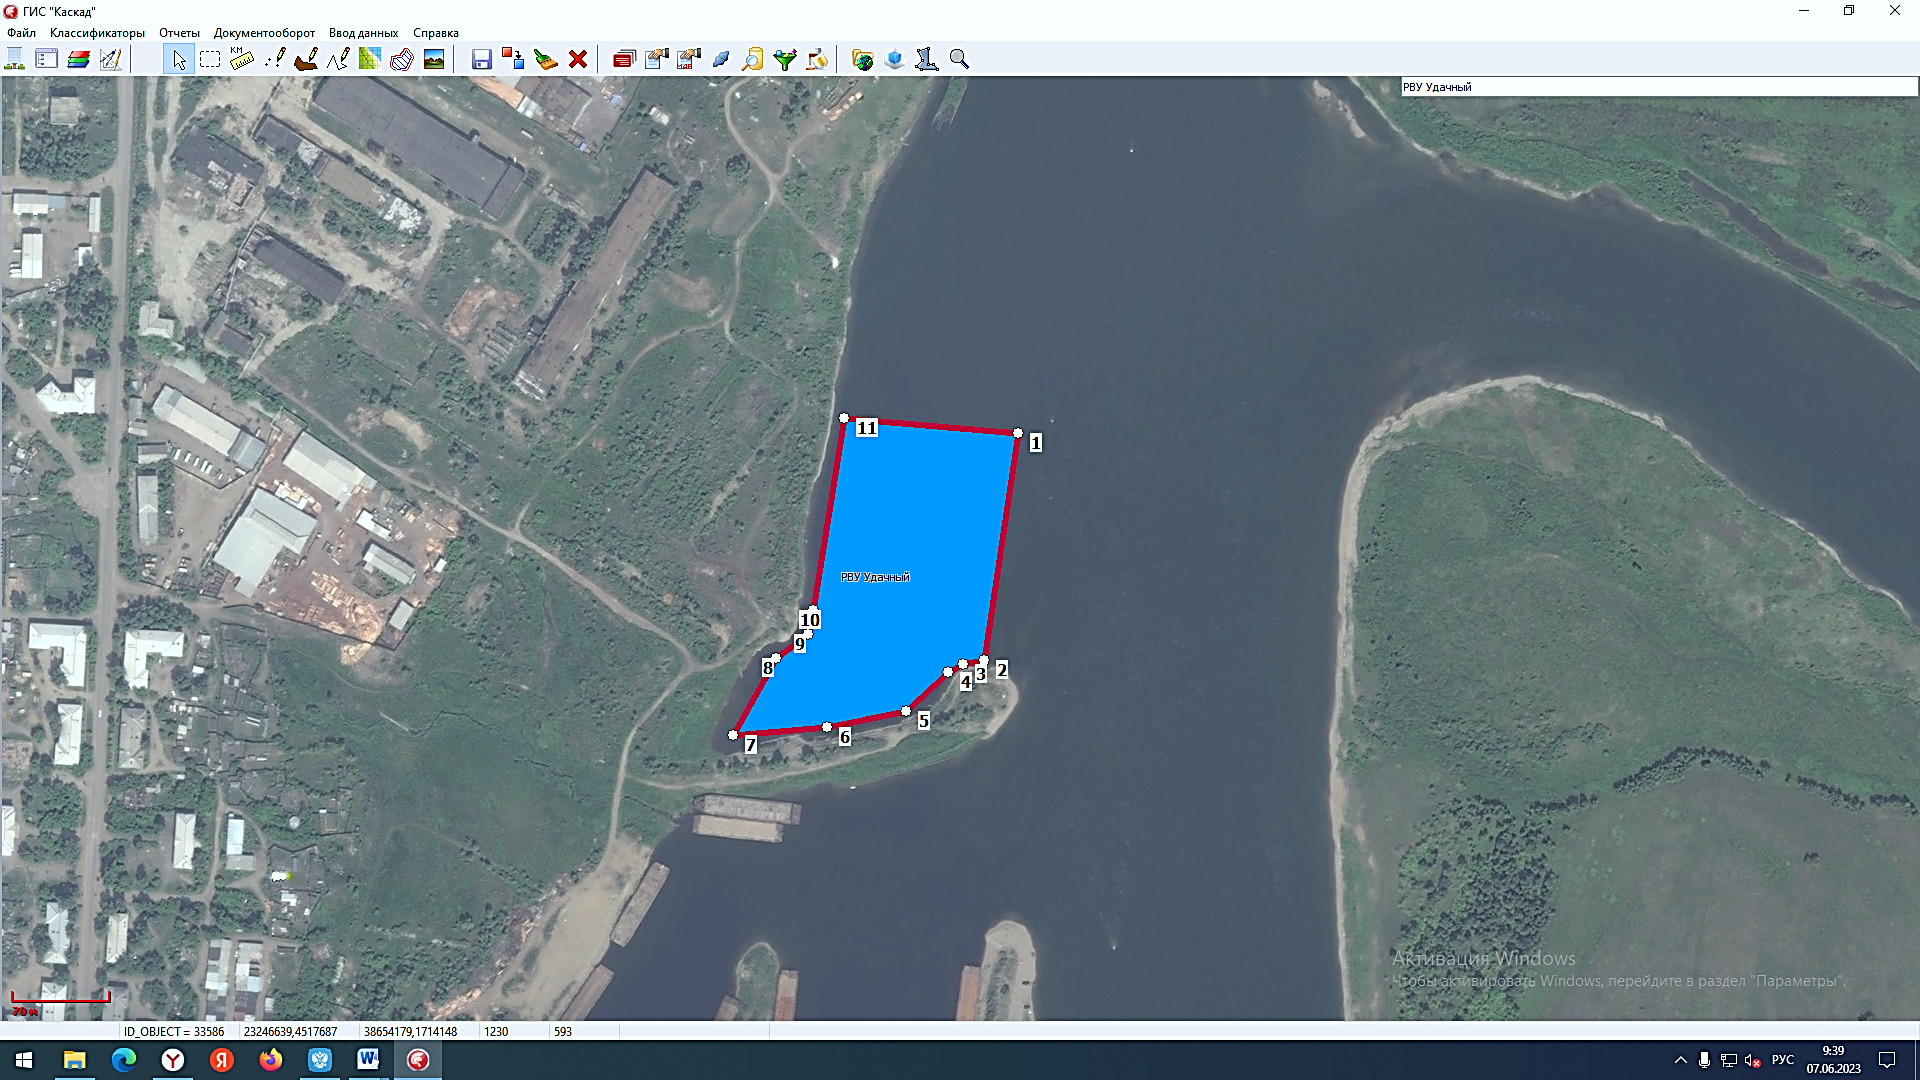 ГИС "Каскад"
Файл Классификаторы Отчеты Документооборот Ввод данных Справка
КМ
МДВ
РВУ Удачный
11
1
РВУ Удачный
10
9
8
2
3
4
5
6
7
Активация Windows
Чтобы активировать Windows, перейдите в раздел "Параметры".
70 м
ID_OBJECT = 33586 23246639,4517687 38654179,1714148 1230 593
РУС
9:39
07.06.2023